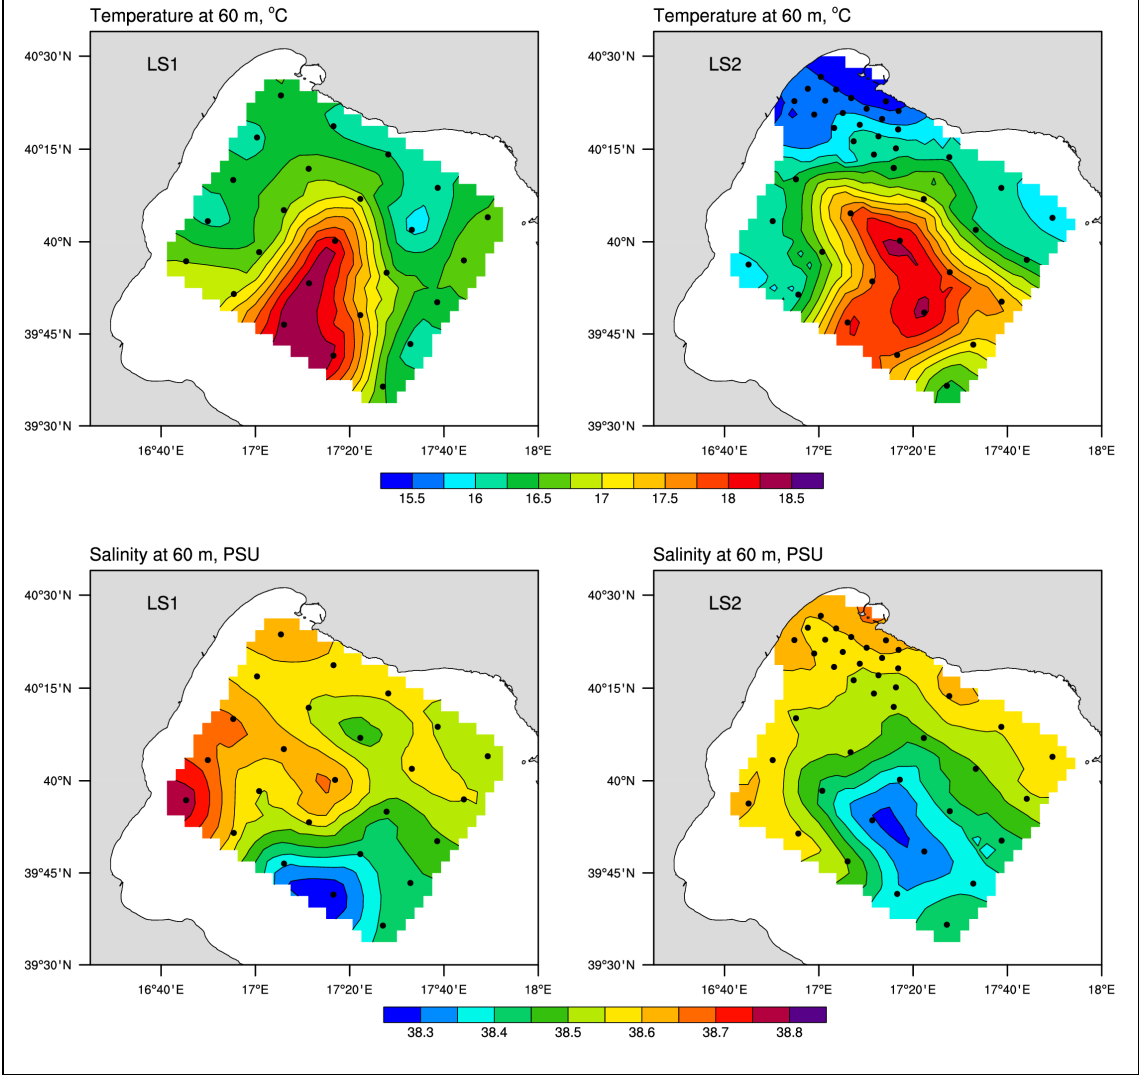 Temperature at 60 m, °C
Temperature at 60 m, °C
LS1
LS2
40°30'N
40°15'N
40°N
39°45'N
39°30'N
40°30'N
40°15'N
40°N
39°45'N
39°30'N
16°40'E 17°E 17°20'E 17°40'E 18°E
16°40'E 17°E 17°20'E 17°40'E 18°E
15.5 16 16.5 17 17.5 18 18.5
Salinity at 60 m, PSU
Salinity at 60 m, PSU
LS1
LS2
40°30'N
40°15'N
40°N
39°45'N
39°30'N
40°30'N
40°15'N
40°N
39°45'N
39°30'N
16°40'E 17°E 17°20'E 17°40'E 18°E
16°40'E 17°E 17°20'E 17°40'E 18°E
38.3 38.4 38.5 38.6 38.7 38.8